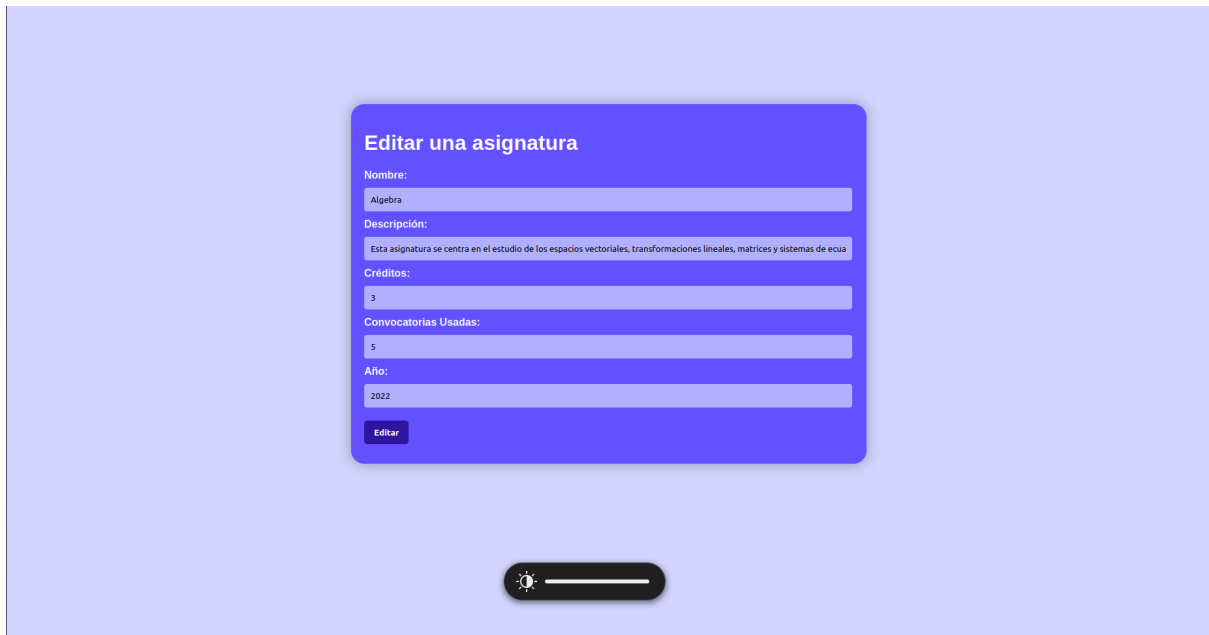 Editar una asignatura
Nombre:
Algebra
Descripción:
Esta asignatura se centra en el estudio de los espacios vectoriales, transformaciones lineales, matrices y sistemas de ecua
Créditos:
3
Convocatorias Usadas:
5
Año:
2022
Editar